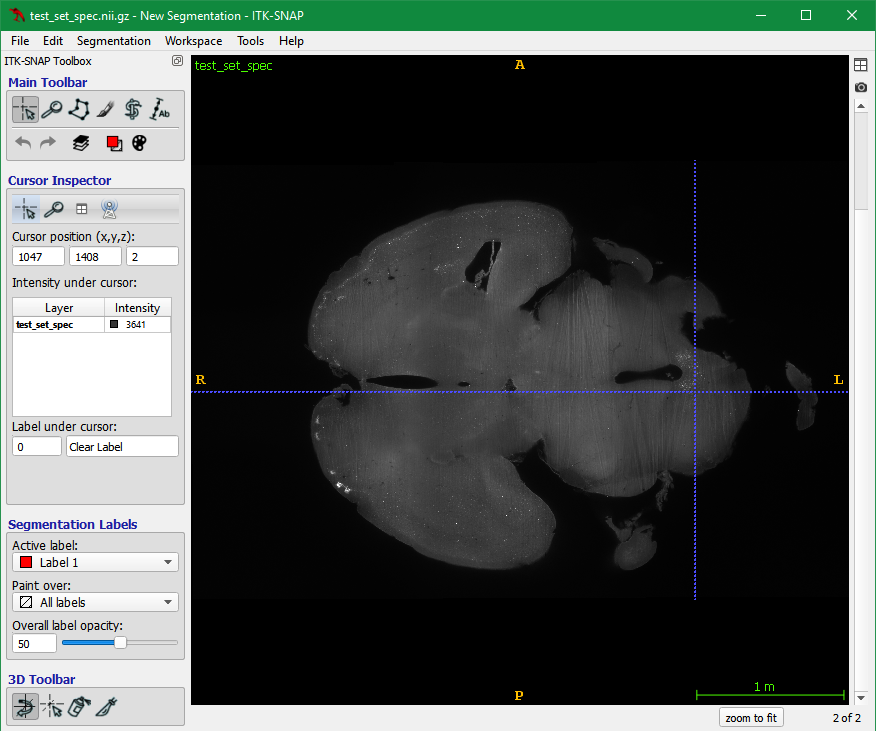 test_set_spec.nii.gz - New Segmentation - ITK-SNAP
File Edit Segmentation Workspace Tools Help
ITK-SNAP Toolbox
Main Toolbar
Ab
Cursor Inspector
Cursor position (x,y,z):
1047 1408 2
Intensity under cursor:
Layer Intensity
test_set_spec 3641
Label under cursor:
0 Clear Label
Segmentation Labels
Active label:
Label 1
Paint over:
All labels
Overall label opacity:
50
3D Toolbar
test_set_spec
A
R
L
P
1 m
zoom to fit
2 of 2